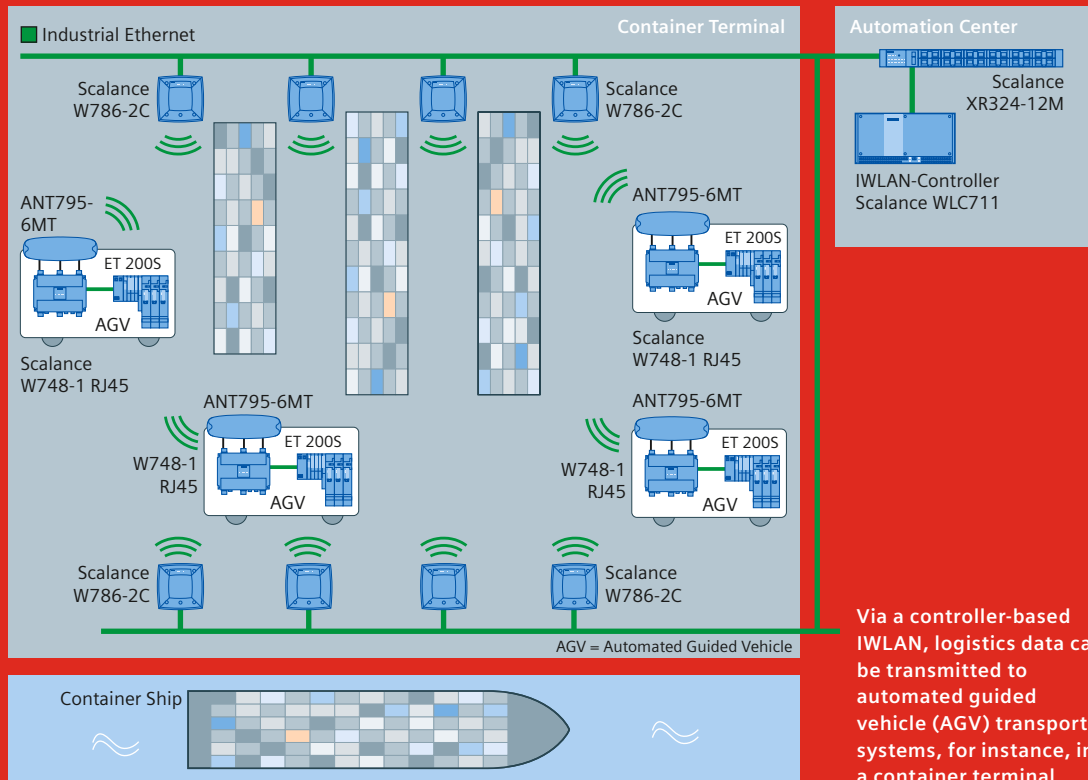 Industrial Ethernet
Container Terminal
Automation Center
Scalance
W786-2C
Scalance
W786-2C
Scalance
XR324-12M
IWLAN-Controller
Scalance WLC711
ANT795-
6MT
ET 200S
AGV
Scalance
W748-1 RJ45
ANT795-6MT
ET 200S
AGV
Scalance
W748-1 RJ45
ANT795-6MT
ET 200S
W748-1
RJ45
AGV
ANT795-6MT
ET 200S
W748-1
RJ45
AGV
Scalance
W786-2C
Scalance
W786-2C
AGV = Automated Guided Vehicle
Container Ship
Via a controller-based
IWLAN, logistics data ca
be transmitted to
automated guided
vehicle (AGV) transport
systems, for instance, in
a container terminal